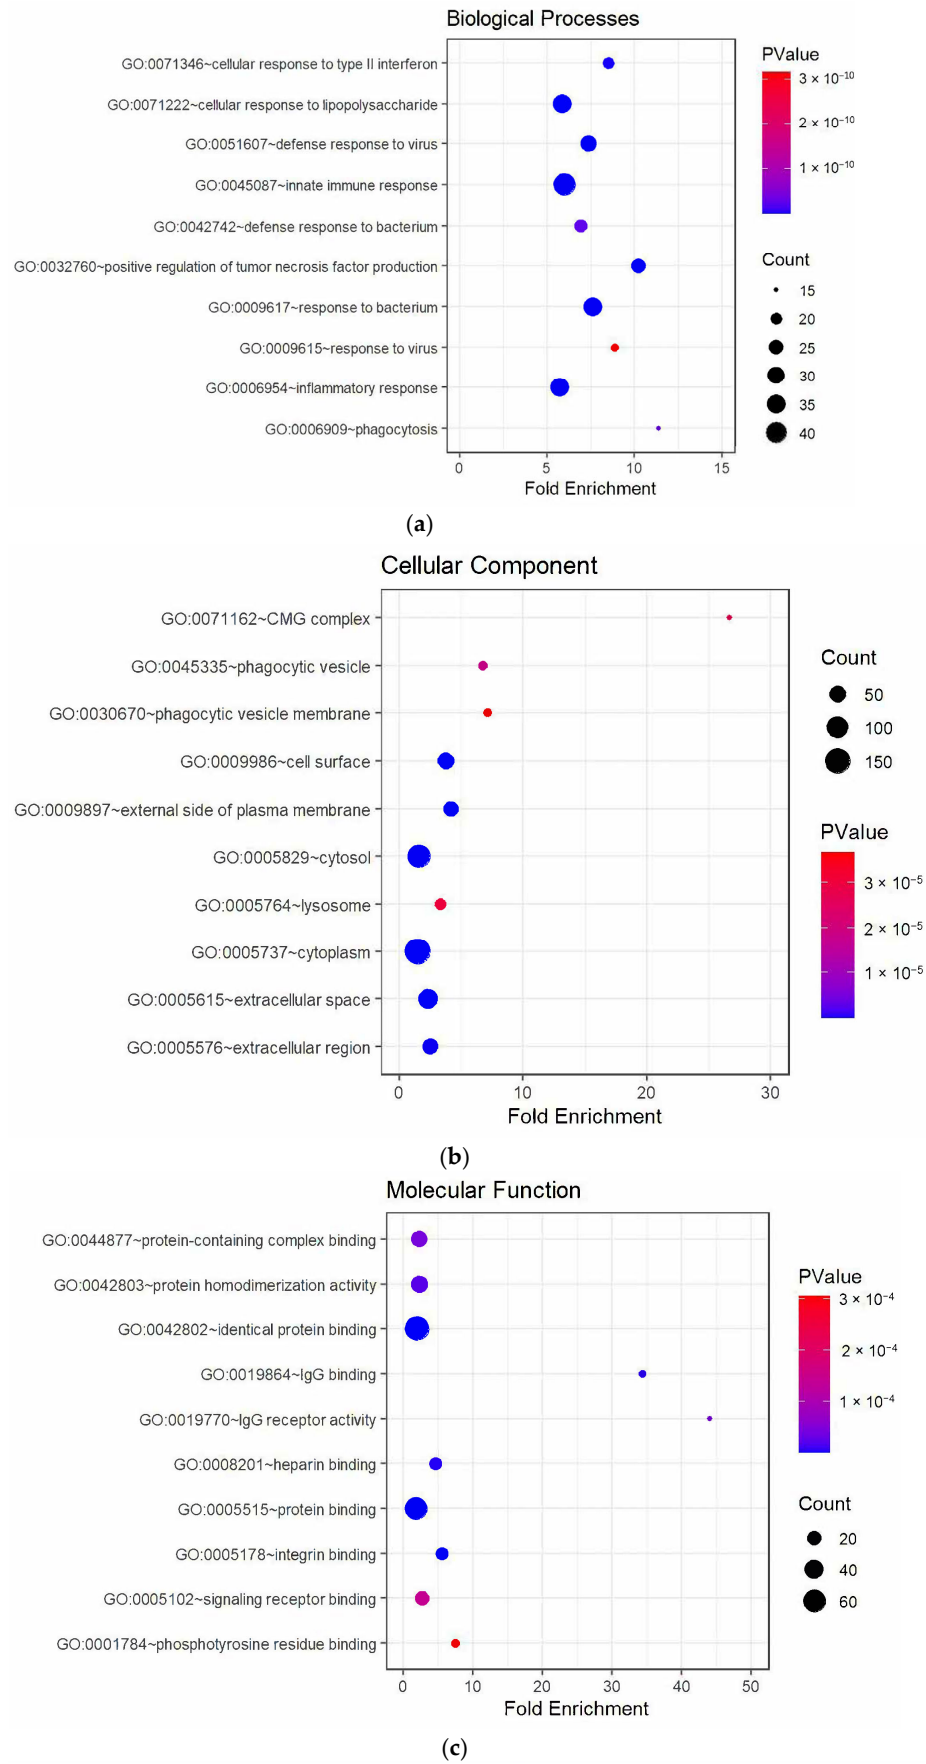 Biological Processes
GO:0071346~cellular response to type II interferon
GO:0071222~cellular response to lipopolysaccharide
GO:0051607~defense response to virus
GO:0045087~innate immune response
GO:0042742~defense response to bacterium
GO:0032760~positive regulation of tumor necrosis factor production
GO:0009617~response to bacterium
GO:0009615~response to virus
GO:0006954~inflammatory response
GO:0006909~phagocytosis
0 5 10 15
Fold Enrichment
PValue
3 × 10⁻¹⁰
2 × 10⁻¹⁰
1 × 10⁻¹⁰
Count
15
20
25
30
35
40
(a)
Cellular Component
GO:0071162~CMG complex
GO:0045335~phagocytic vesicle
GO:0030670~phagocytic vesicle membrane
GO:0009986~cell surface
GO:0009897~external side of plasma membrane
GO:0005829~cytosol
GO:0005764~lysosome
GO:0005737~cytoplasm
GO:0005615~extracellular space
GO:0005576~extracellular region
0 10 20 30
Fold Enrichment
Count
50
100
150
PValue
3 × 10⁻⁵
2 × 10⁻⁵
1 × 10⁻⁵
(b)
Molecular Function
GO:0044877~protein-containing complex binding
GO:0042803~protein homodimerization activity
GO:0042802~identical protein binding
GO:0019864~IgG binding
GO:0019770~IgG receptor activity
GO:0008201~heparin binding
GO:0005515~protein binding
GO:0005178~integrin binding
GO:0005102~signaling receptor binding
GO:0001784~phosphotyrosine residue binding
0 10 20 30 40 50
Fold Enrichment
PValue
3 × 10⁻⁴
2 × 10⁻⁴
1 × 10⁻⁴
Count
20
40
60
(c)